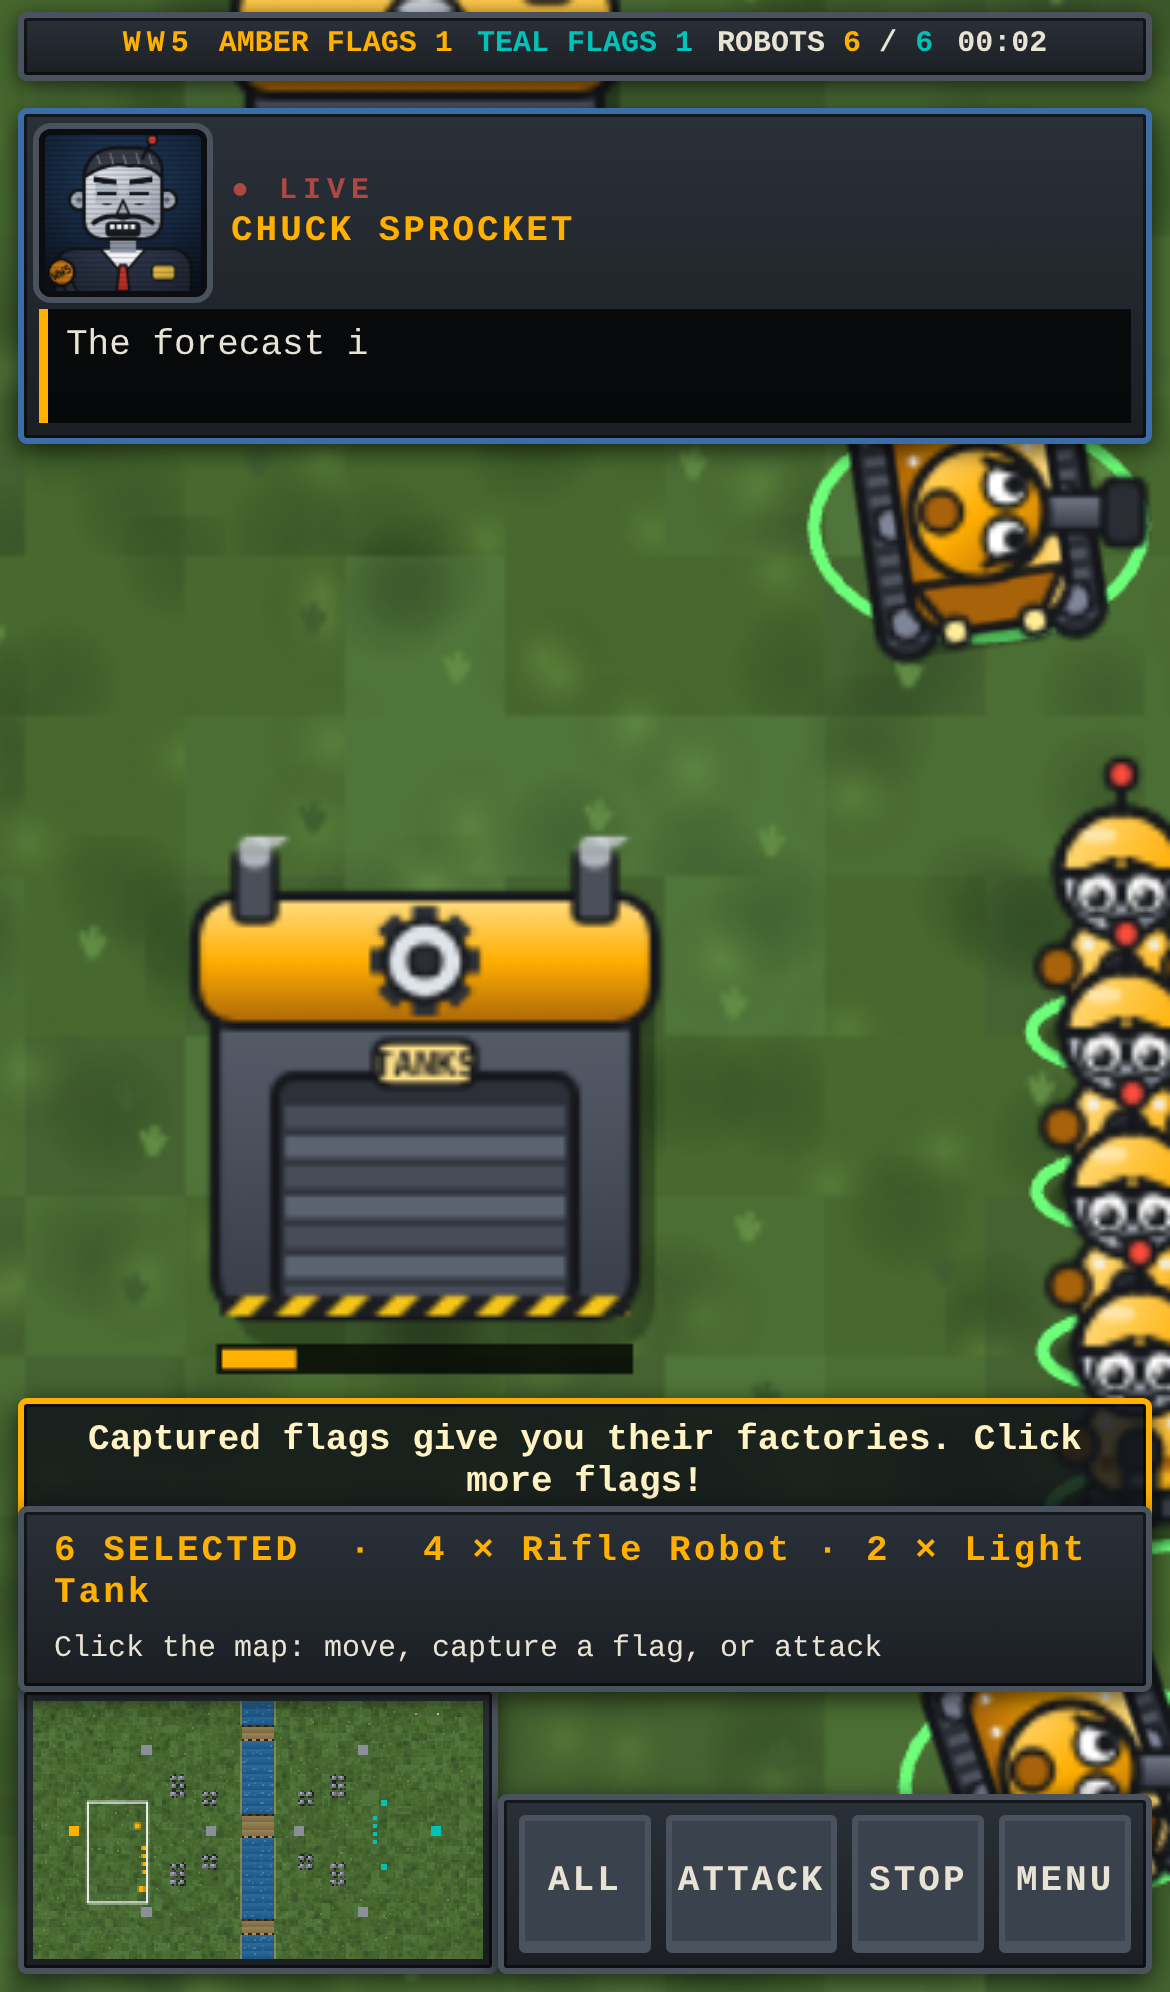 WW5 AMBER FLAGS 1 TEAL FLAGS 1 ROBOTS 6 / 6 00:02
● LIVE
CHUCK SPROCKET
WW5
The forecast i
TANKS
Captured flags give you their factories. Click
more flags!
6 SELECTED · 4 × Rifle Robot · 2 × Light
Tank
Click the map: move, capture a flag, or attack
ALL ATTACK STOP MENU